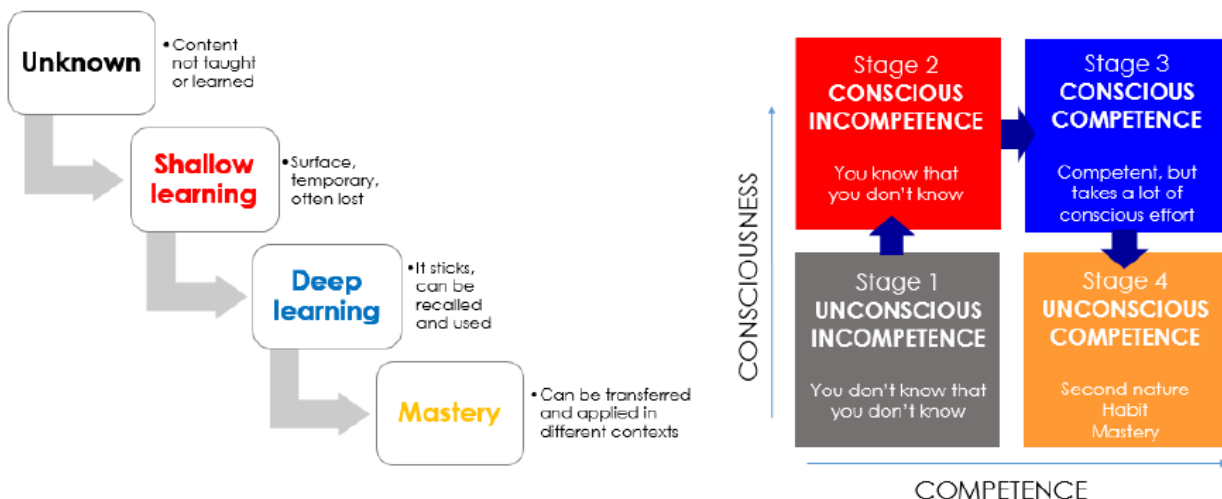 Unknown
•Content
not taught
or learned
Shallow
learning
•Surface,
temporary,
often lost
Deep
learning
•It sticks,
can be
recalled
and used
Mastery
•Can be transferred
and applied in
different contexts
CONSCIOUSNESS
Stage 2
CONSCIOUS
INCOMPETENCE
You know that
you don't know
Stage 3
CONSCIOUS
COMPETENCE
Competent, but
takes a lot of
conscious effort
Stage 1
UNCONSCIOUS
INCOMPETENCE
You don't know that
you don't know
Stage 4
UNCONSCIOUS
COMPETENCE
Second nature
Habit
Mastery
COMPETENCE